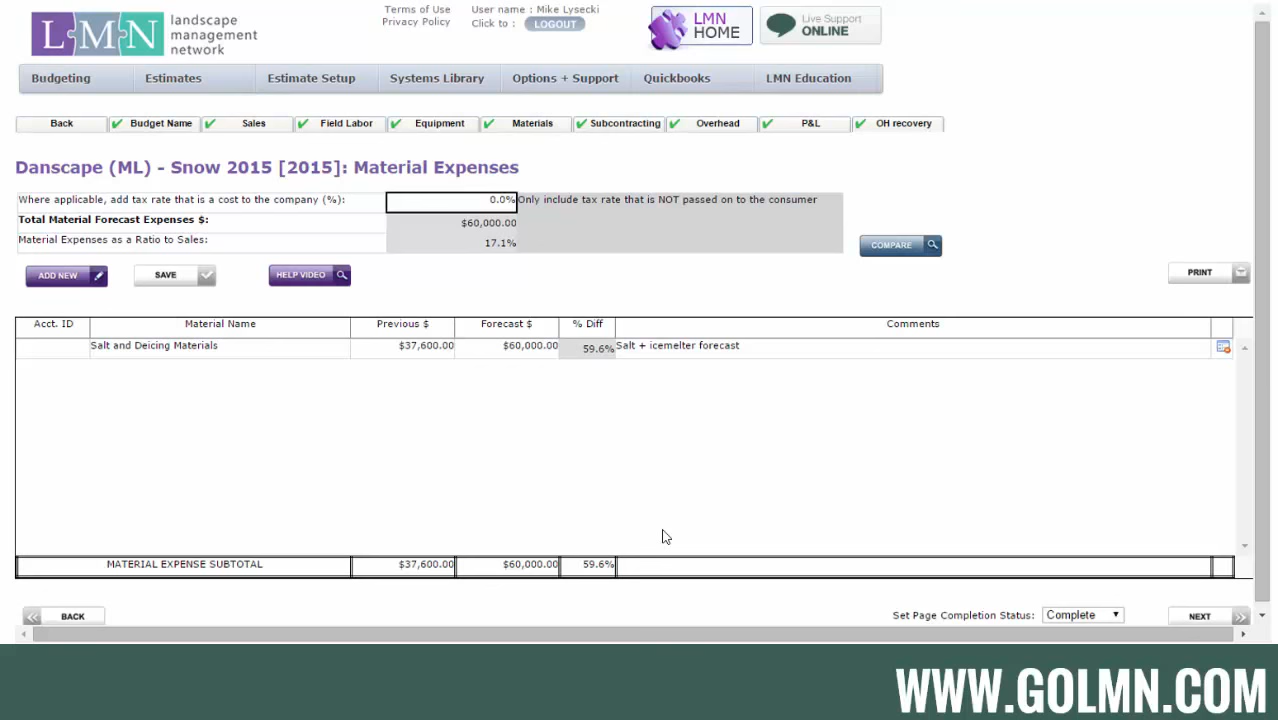 LMN
landscape
management
network
Terms of Use
Privacy Policy
User name : Mike Lysecki
Click to : LOGOUT
LMN
HOME
Live Support
ONLINE
Budgeting Estimates Estimate Setup Systems Library Options + Support Quickbooks LMN Education
Back Budget Name Sales Field Labor Equipment Materials Subcontracting Overhead P&L OH recovery
Danscape (ML) - Snow 2015 [2015]: Material Expenses
Where applicable, add tax rate that is a cost to the company (%): 0.0% Only include tax rate that is NOT passed on to the consumer
Total Material Forecast Expenses $: $60,000.00
Material Expenses as a Ratio to Sales: 17.1%
COMPARE
ADD NEW SAVE HELP VIDEO PRINT
Acct. ID Material Name Previous $ Forecast $ % Diff Comments
Salt and Deicing Materials $37,600.00 $60,000.00 59.6% Salt + icemelter forecast
MATERIAL EXPENSE SUBTOTAL $37,600.00 $60,000.00 59.6%
BACK Set Page Completion Status: Complete NEXT
WWW.GOLMN.COM